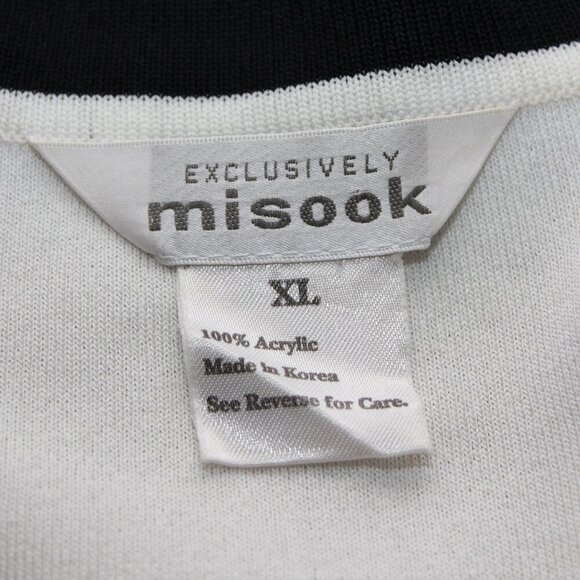 EXCLUSIVELY
misook
XL
100% Acrylic
Made in Korea
See Reverse for Care.